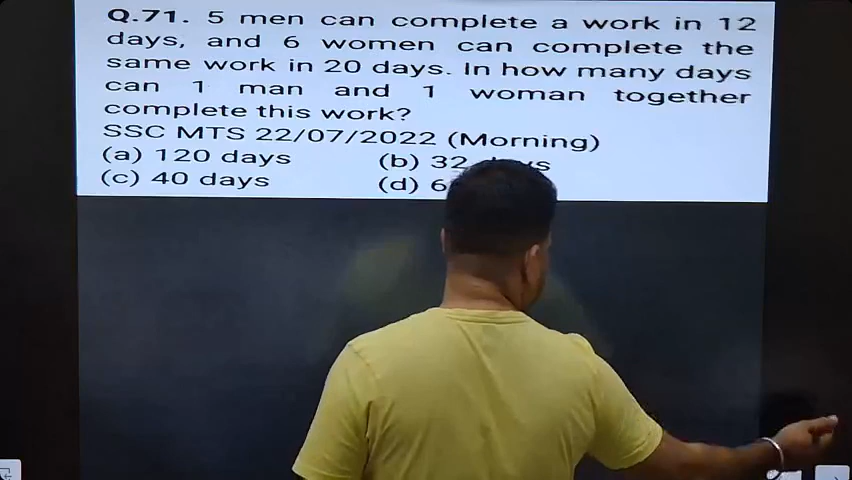 Q.71. 5 men can complete a work in 12
days, and 6 women can complete the
same work in 20 days. In how many days
can 1 man and 1 woman together
complete this work?
SSC MTS 22/07/2022 (Morning)
(a) 120 days (b) 32
(c) 40 days (d)